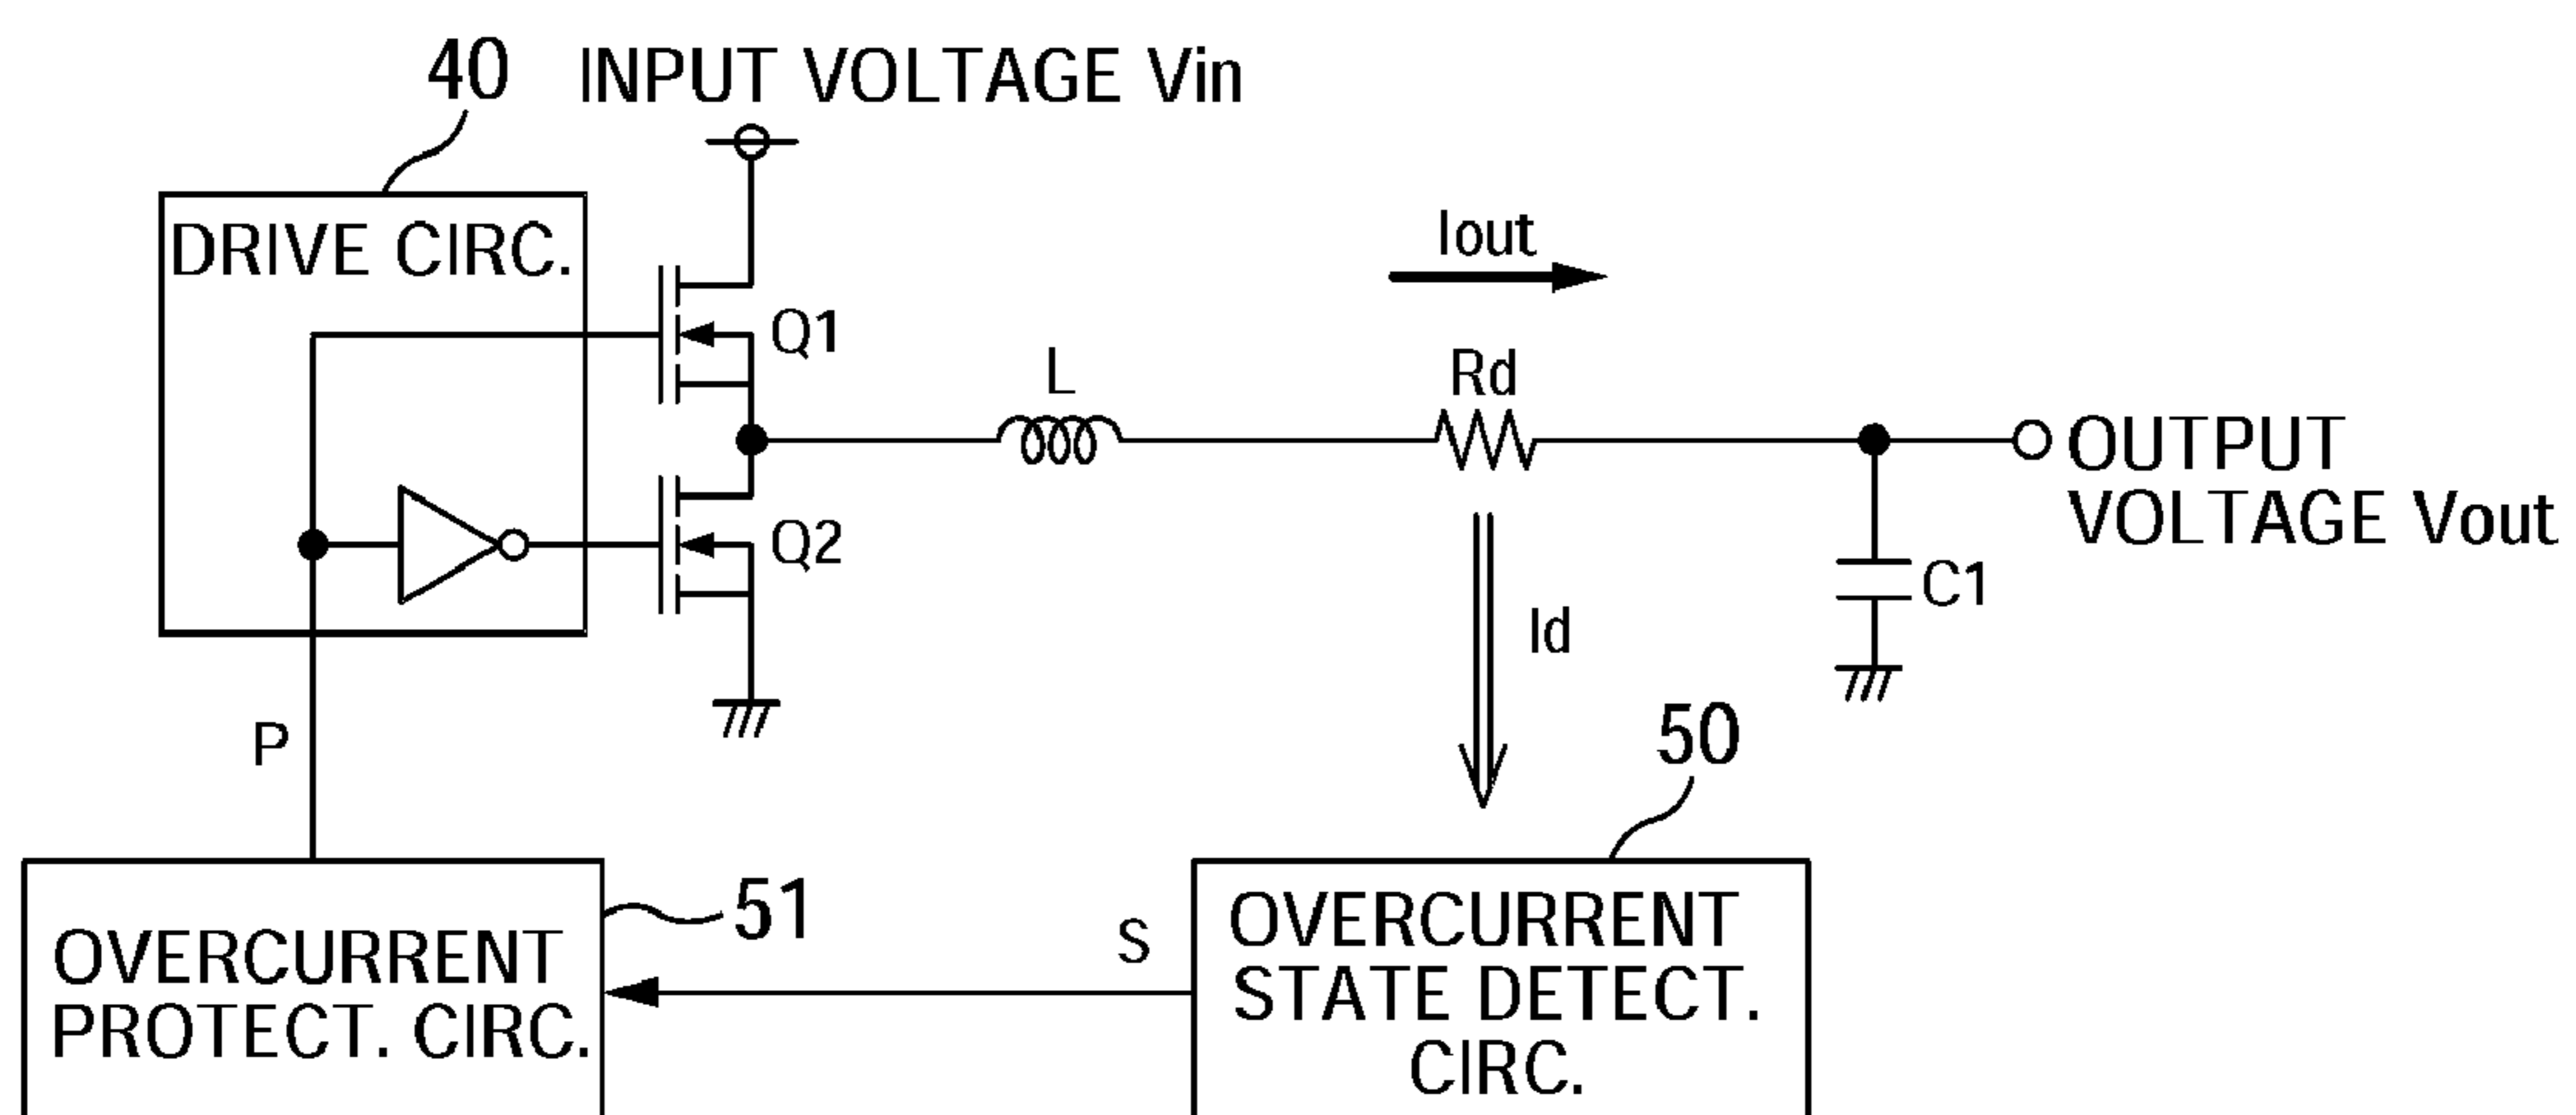 40
INPUT VOLTAGE Vin
DRIVE CIRC.
Iout
Q1
L
Rd
OUTPUT
VOLTAGE Vout
Q2
C1
Id
P
50
51
OVERCURRENT
PROTECT. CIRC.
S
OVERCURRENT
STATE DETECT.
CIRC.